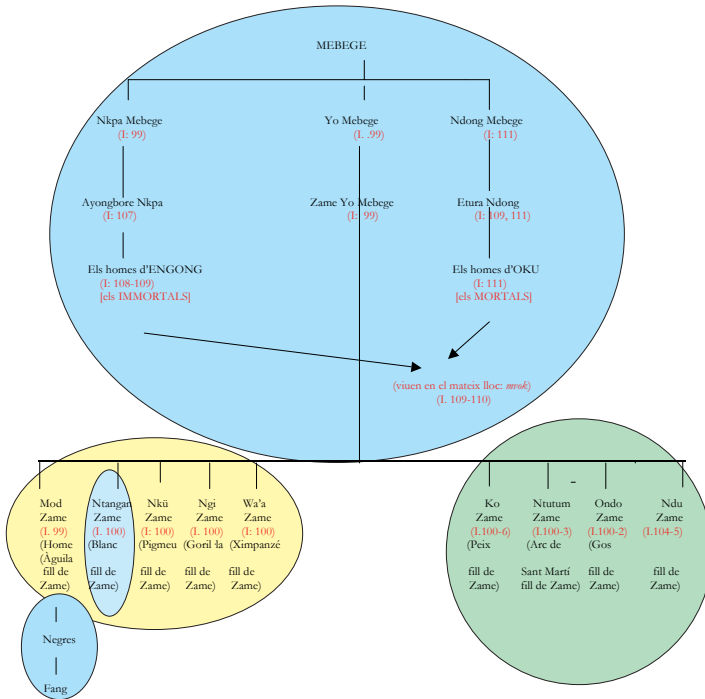 MEBEGE
Nkpa Mebege Yo Mebege Ndong Mebege
(I: 99) (I. .99) (I: 111)
Ayongbore Nkpa Zame Yo Mebege Etura Ndong
(I: 107) (I: 99) (I: 109, 111)
Els homes d'ENGONG Els homes d'OKU
(I: 108-109) (I: 111)
[els IMMORTALS] [els MORTALS]
(viuen en el mateix lloc: mvok)
(I. 109-110)
Mod Ntangan Nkü Ngi Wa'a Ko Ntutum Ondo Ndu
Zame Zame Zame Zame Zame Zame Zame Zame Zame
(I. 99) (I. 100) (I: 100) (I. 100) (I: 100) (I.100-6) (I.100-3) (I.100-2) (I.104-5)
(Home (Blanc (Pigmeu (Goril·la (Ximpanzé (Peix (Arc de (Gos
(Àguila
fill de fill de fill de fill de fill de fill de Sant Martí fill de fill de
Zame) Zame) Zame) Zame) Zame) Zame) fill de Zame) Zame) Zame)
Negres
Fang